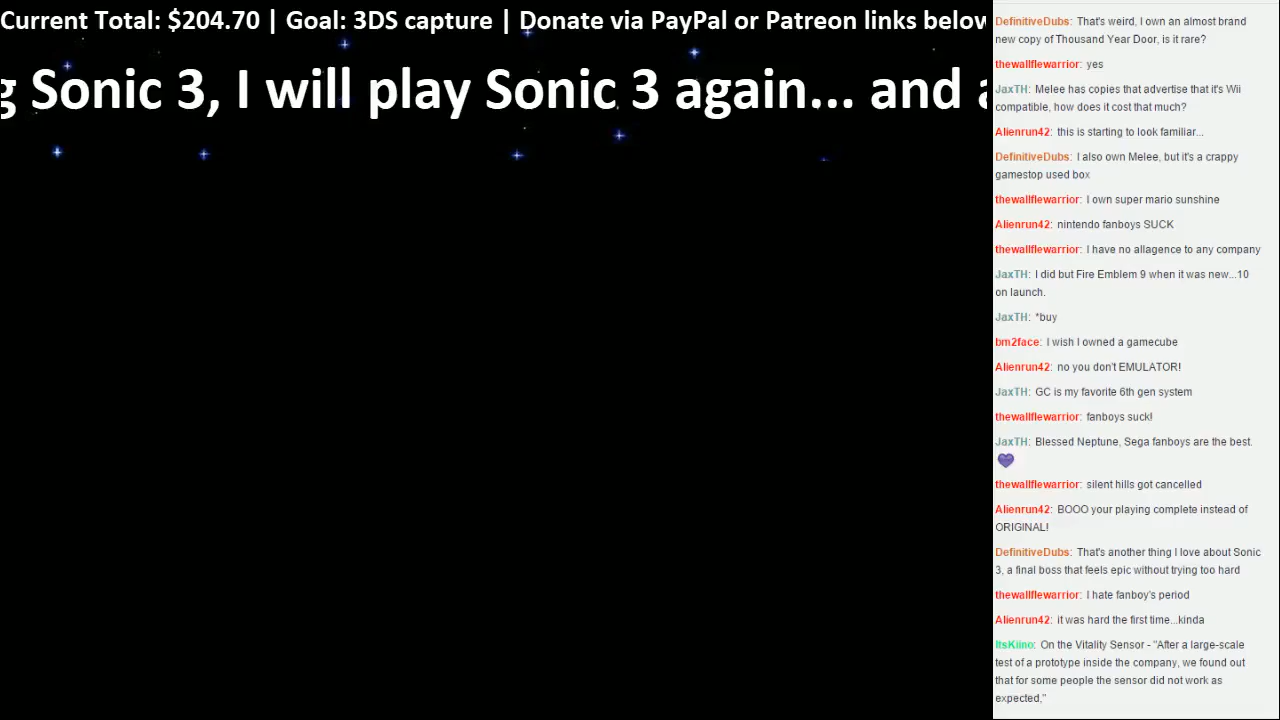 Current Total: $204.70 | Goal: 3DS capture | Donate via PayPal or Patreon links below
Sonic 3, I will play Sonic 3 again... and
DefinitiveDubs: That's weird, I own an almost brand
new copy of Thousand Year Door, is it rare?
thewallflewarrior: yes
JaxTH: Melee has copies that advertise that it's Wii
compatible, how does it cost that much?
Alienrun42: this is starting to look familiar...
DefinitiveDubs: I also own Melee, but it's a crappy
gamestop used box
thewallflewarrior: I own super mario sunshine
Alienrun42: nintendo fanboys SUCK
thewallflewarrior: I have no allagence to any company
JaxTH: I did but Fire Emblem 9 when it was new...10
on launch.
JaxTH: *buy
bm2face: I wish I owned a gamecube
Alienrun42: no you don't EMULATOR!
JaxTH: GC is my favorite 6th gen system
thewallflewarrior: fanboys suck!
JaxTH: Blessed Neptune, Sega fanboys are the best.
thewallflewarrior: silent hills got cancelled
Alienrun42: BOOO your playing complete instead of
ORIGINAL!
DefinitiveDubs: That's another thing I love about Sonic
3, a final boss that feels epic without trying too hard
thewallflewarrior: I hate fanboy's period
Alienrun42: it was hard the first time...kinda
ItsKiino: On the Vitality Sensor - "After a large-scale
test of a prototype inside the company, we found out
that for some people the sensor did not work as
expected,"